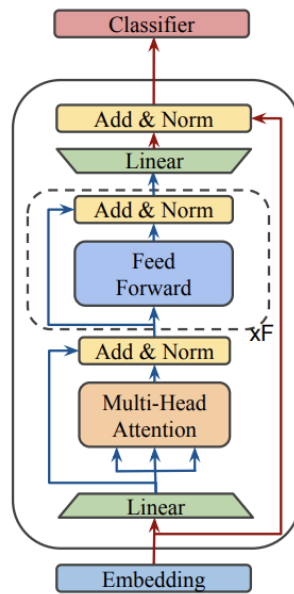 Classifier
Add & Norm
Linear
Add & Norm
Feed
Forward
xF
Add & Norm
Multi-Head
Attention
Linear
Embedding